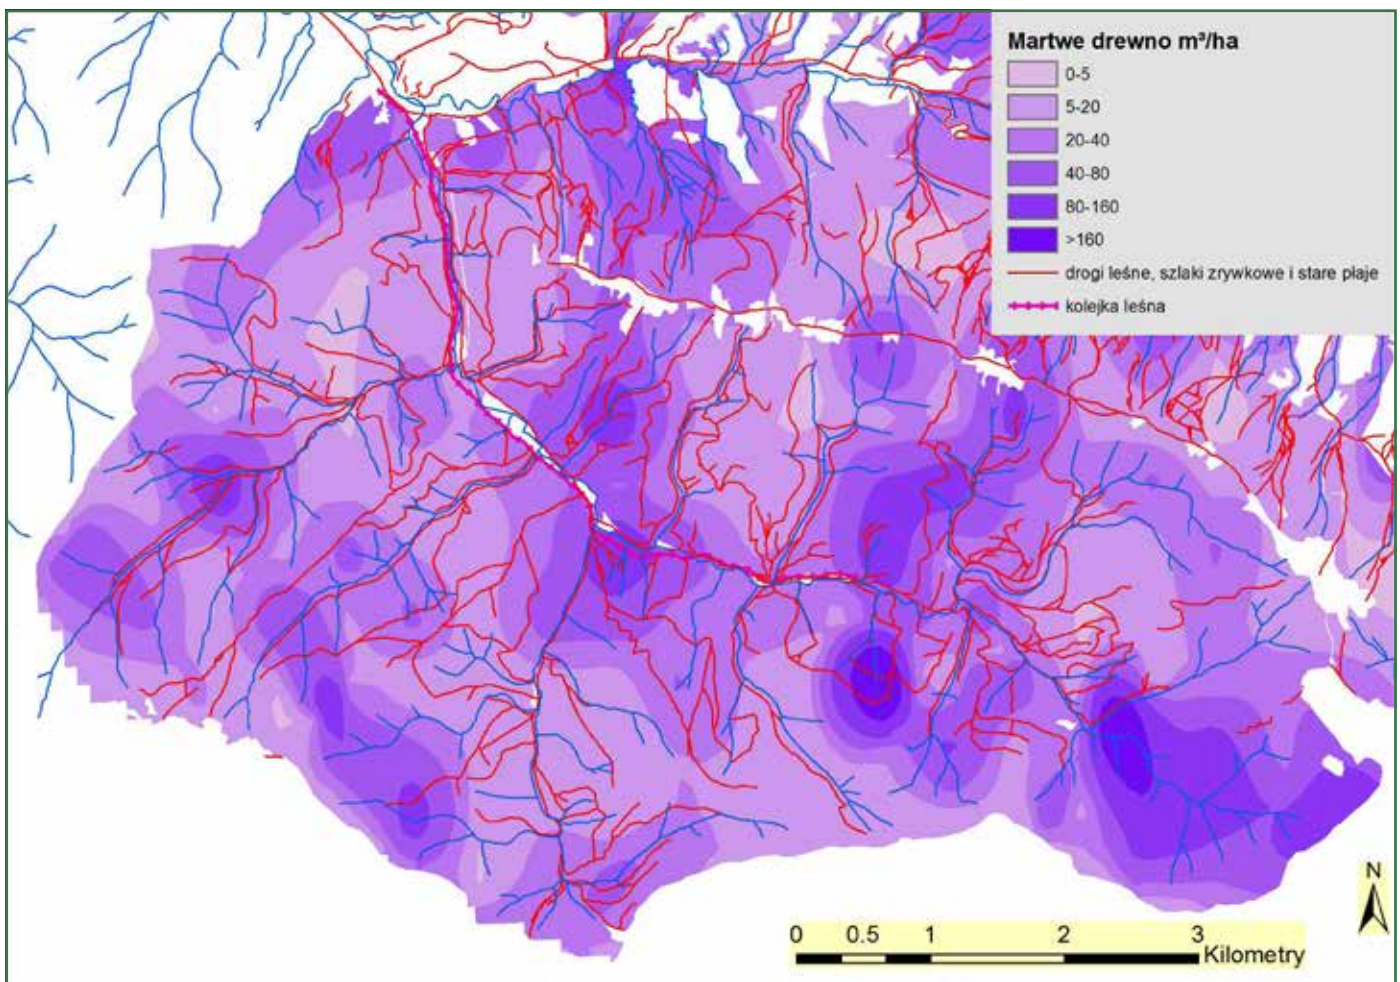 Martwe drewno m³/ha
0-5
5-20
20-40
40-80
80-160
>160
drogi leśne, szlaki zrywkowe i stare płaje
kolejka leśna
N
0 0.5 1 2 3
Kilometry